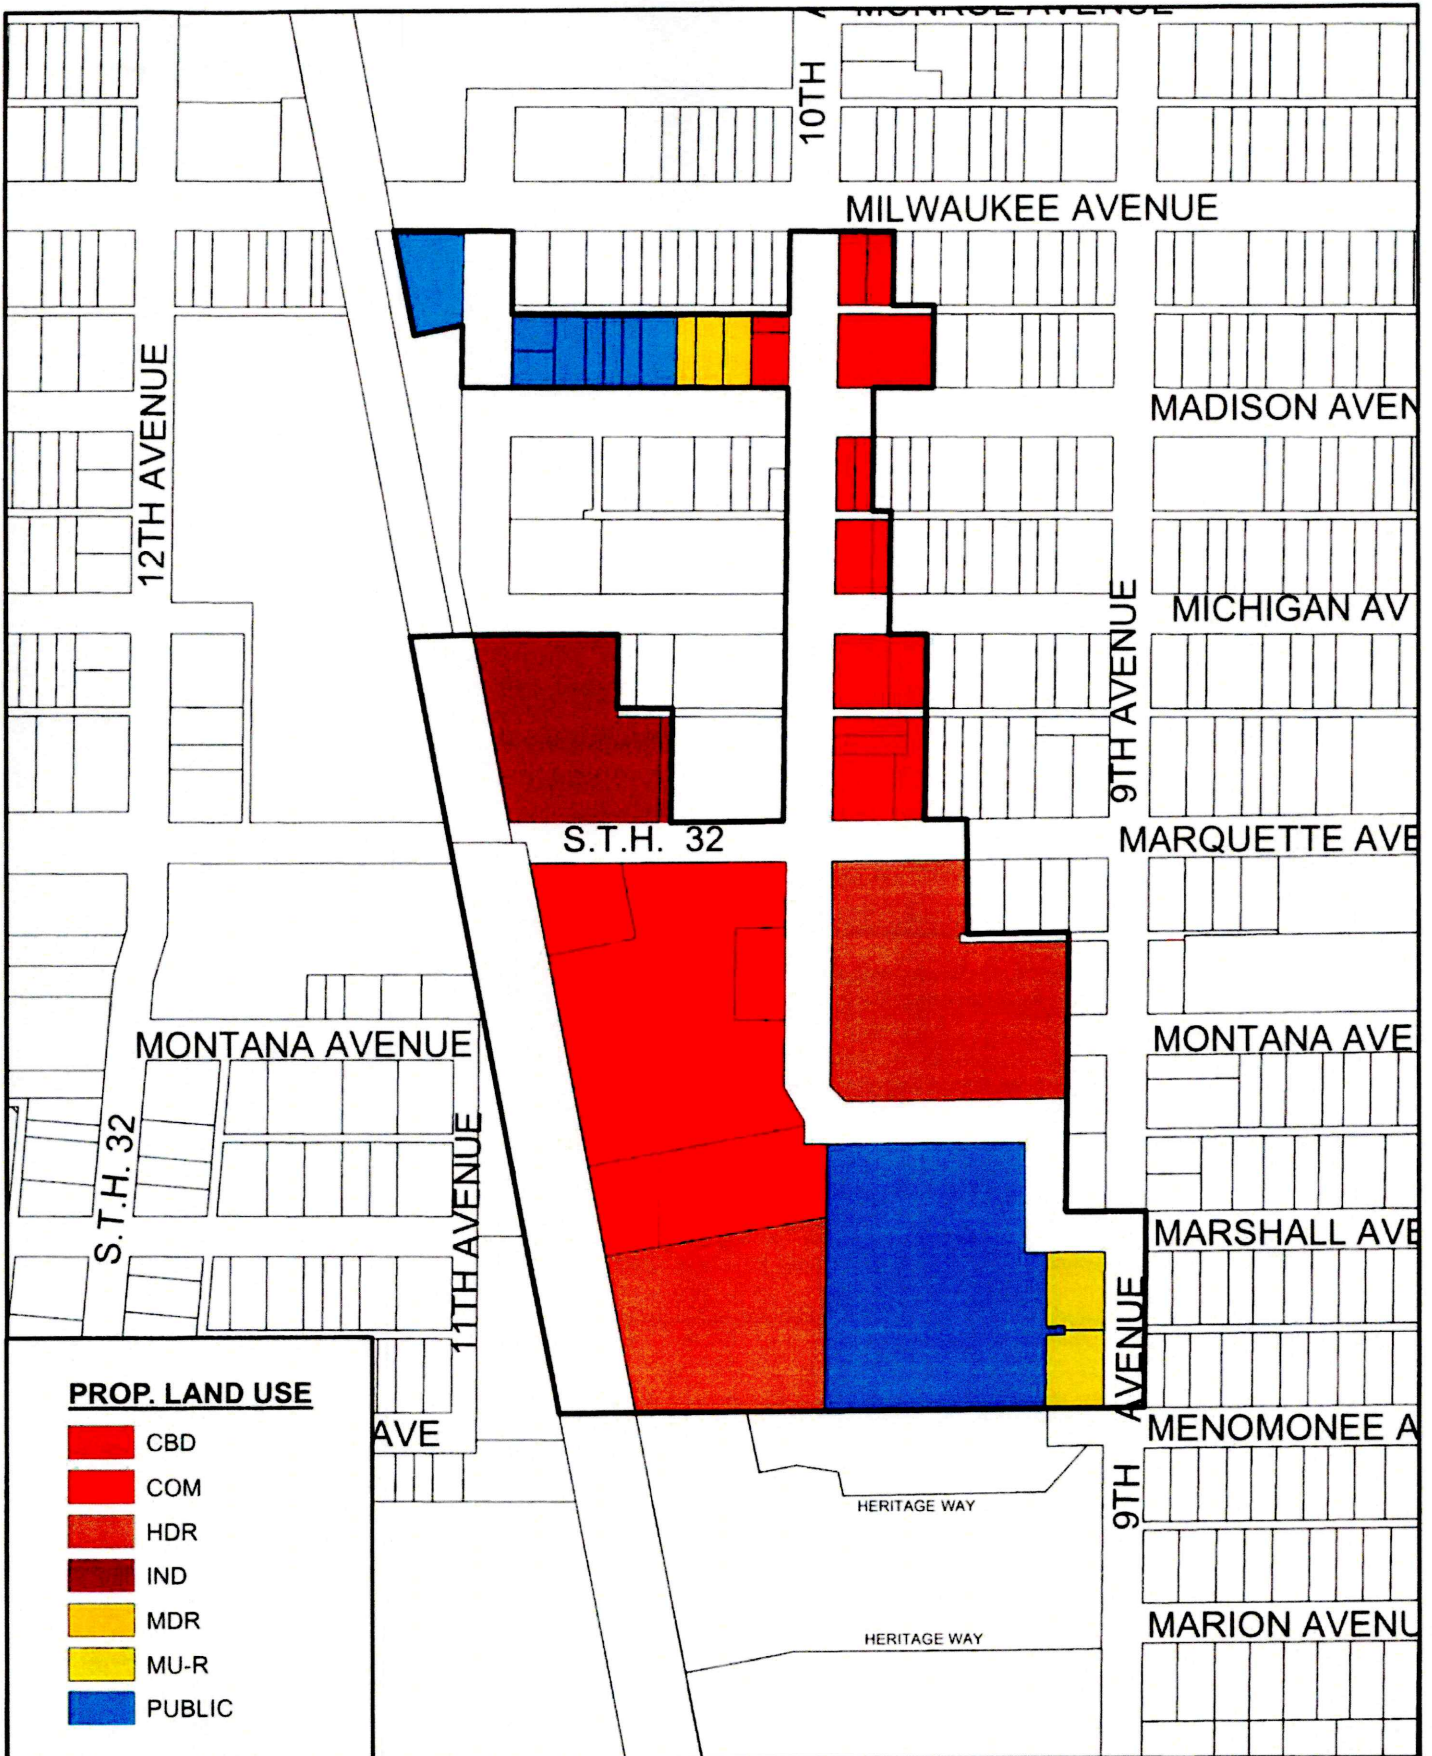 MONROE AVENUE
10TH
MILWAUKEE AVENUE
12TH AVENUE
MADISON AVEN
9TH AVENUE
MICHIGAN AV
S.T.H. 32
MARQUETTE AVE
MONTANA AVENUE
MONTANA AVE
S.T.H. 32
11TH AVENUE
MARSHALL AVE
AVENUE
9TH
MENOMONEE A
AVE
HERITAGE WAY
HERITAGE WAY
MARION AVENU
PROP. LAND USE
CBD
COM
HDR
IND
MDR
MU-R
PUBLIC